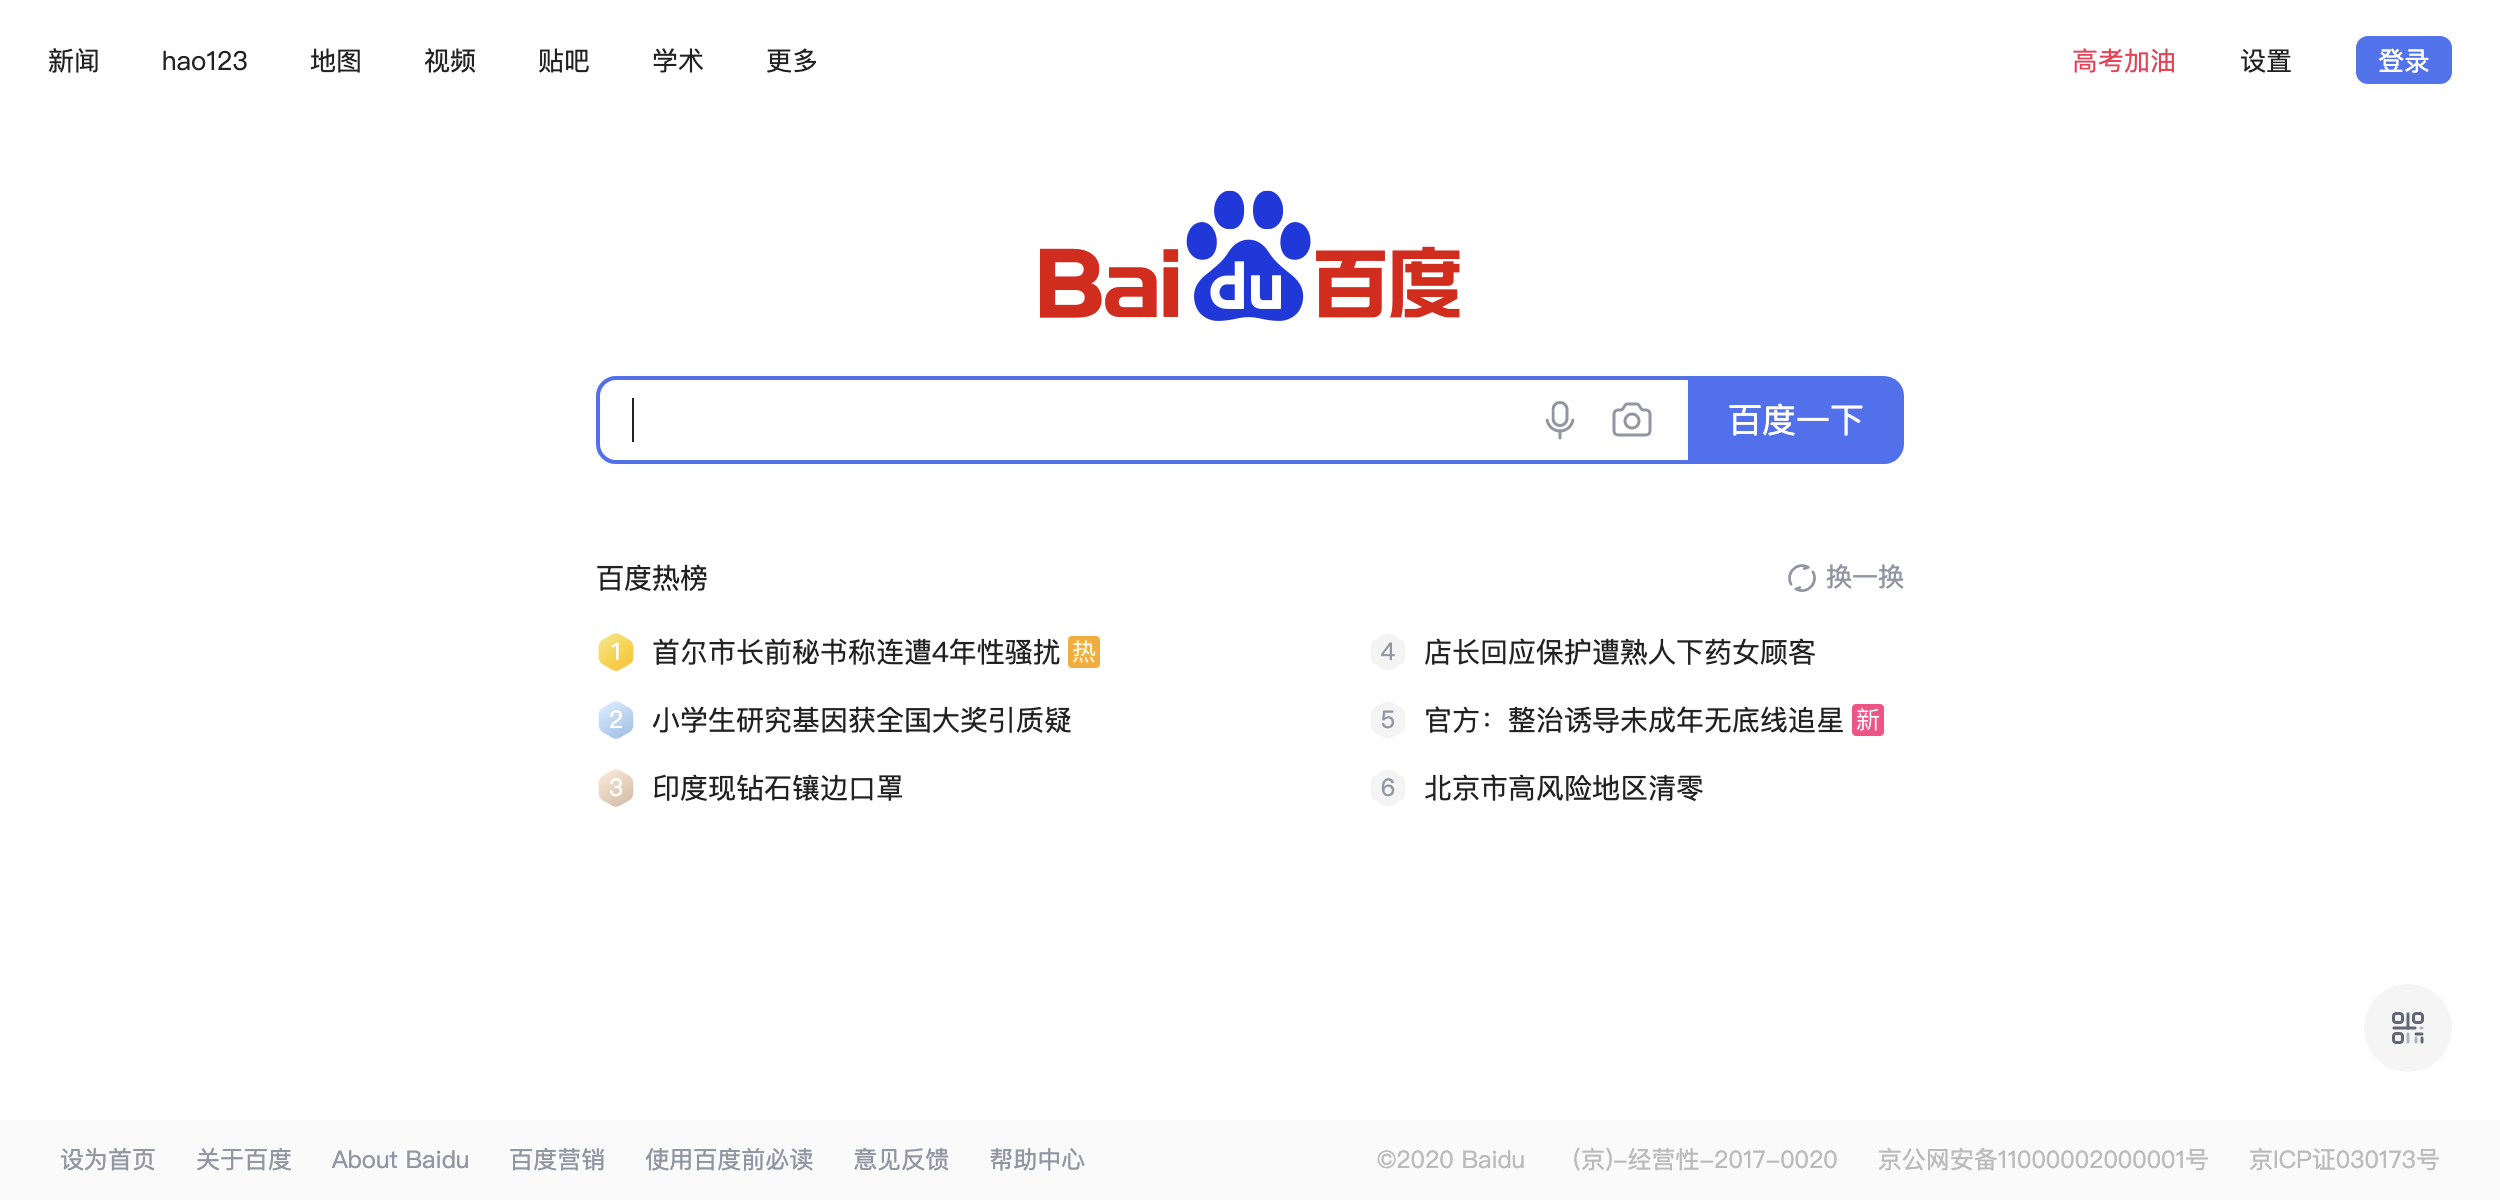 新闻 hao123 地图 视频 贴吧 学术 更多 高考加油 设置 登录
Bai du 百度
百度一下
百度热榜 换一换
1 首尔市长前秘书称连遭4年性骚扰 热 4 店长回应保护遭熟人下药女顾客
2 小学生研究基因获全国大奖引质疑 5 官方：整治诱导未成年无底线追星 新
3 印度现钻石镶边口罩 6 北京市高风险地区清零
设为首页 关于百度 About Baidu 百度营销 使用百度前必读 意见反馈 帮助中心 ©2020 Baidu (京)-经营性-2017-0020 京公网安备11000002000001号 京ICP证030173号